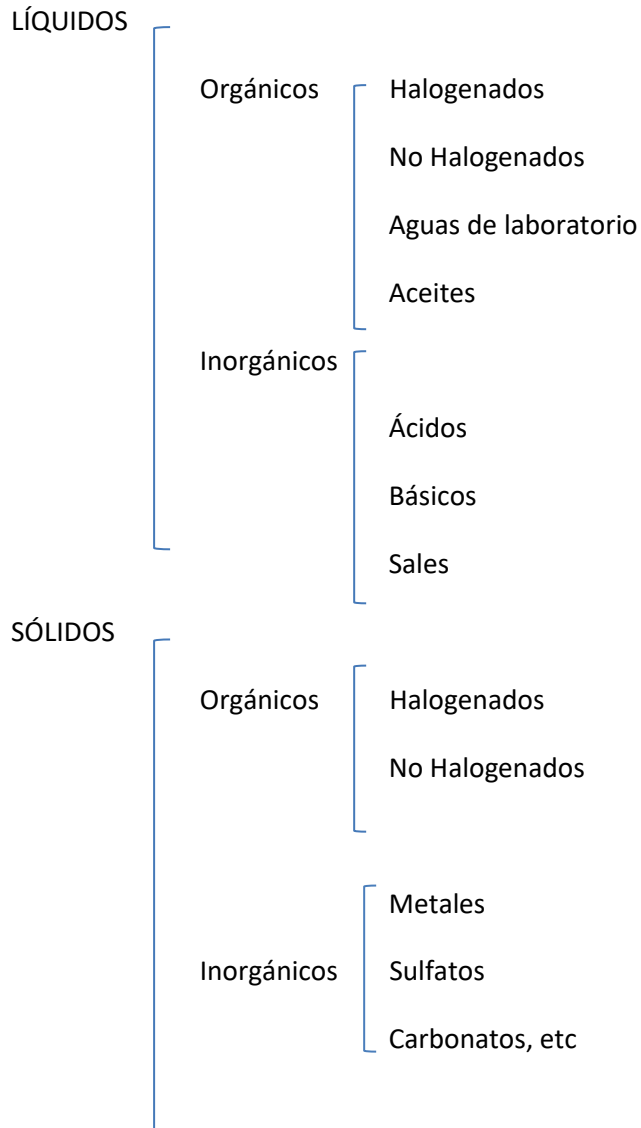 LÍQUIDOS
Orgánicos Halogenados
No Halogenados
Aguas de laboratorio
Aceites
Inorgánicos
Ácidos
Básicos
Sales
SÓLIDOS
Orgánicos Halogenados
No Halogenados
Metales
Inorgánicos Sulfatos
Carbonatos, etc